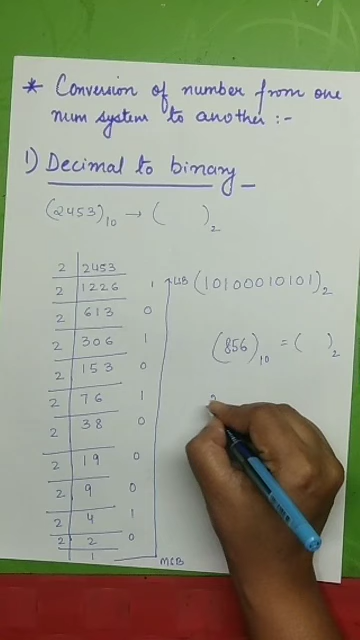 * Conversion of number from one
num system to another :-
1) Decimal to binary
(2453)10 → ( )2
2 2453
2 1226 1 LSB (10100010101)2
2 613 0
2 306 1 (856)10 = ( )2
2 153 0
2 76 1
2 38 0
2 19 0
2 9 0
2 4 1
2 2 0
1 MSB